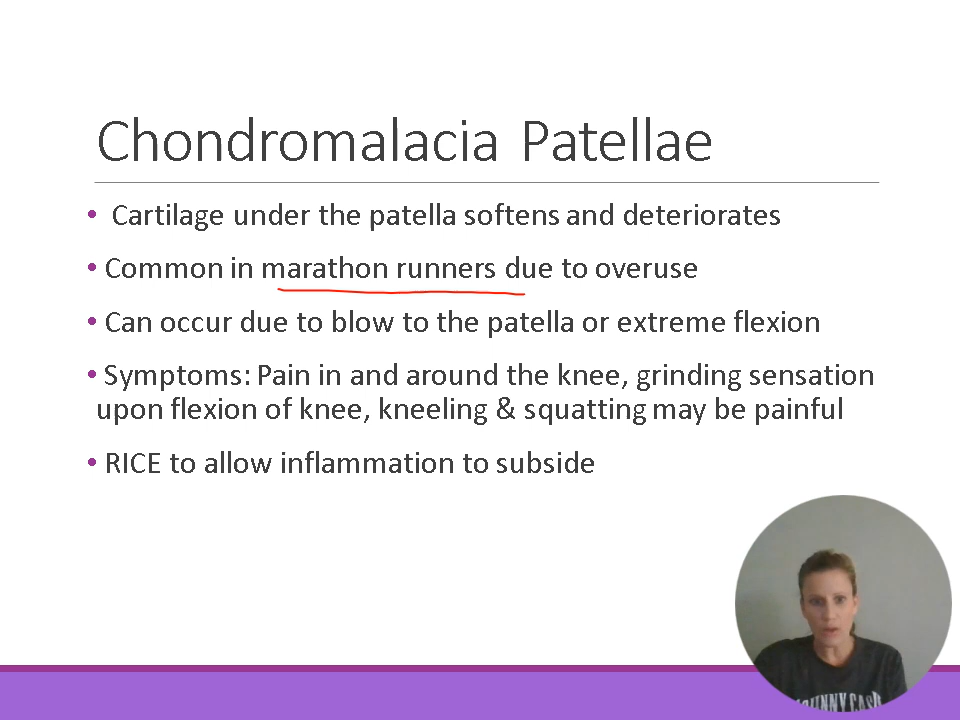 Chondromalacia Patellae
• Cartilage under the patella softens and deteriorates
• Common in marathon runners due to overuse
• Can occur due to blow to the patella or extreme flexion
• Symptoms: Pain in and around the knee, grinding sensation
upon flexion of knee, kneeling & squatting may be painful
• RICE to allow inflammation to subside
JOHNNY CASH